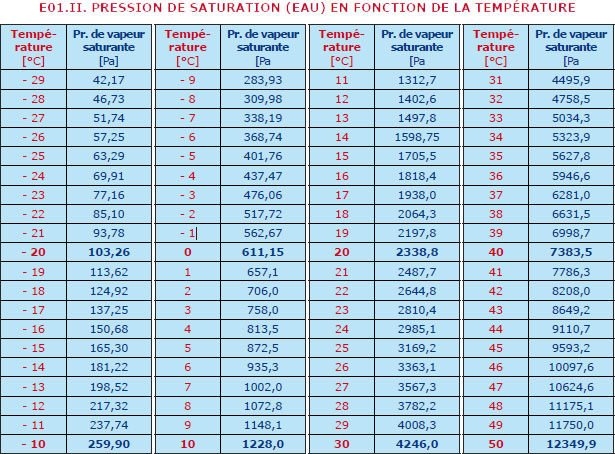 E01.II. PRESSION DE SATURATION (EAU) EN FONCTION DE LA TEMPÉRATURE
Tempé- Pr. de vapeur Tempé- Pr. de vapeur Tempé- Pr. de vapeur Tempé- Pr. de vapeur
rature saturante rature saturante rature saturante rature saturante
[°C] [Pa] [°C] [Pa [°C] [Pa [°C] [Pa
- 29 42,17 - 9 283,93 11 1312,7 31 4495,9
- 28 46,73 - 8 309,98 12 1402,6 32 4758,5
- 27 51,74 - 7 338,19 13 1497,8 33 5034,3
- 26 57,25 - 6 368,74 14 1598,75 34 5323,9
- 25 63,29 - 5 401,76 15 1705,5 35 5627,8
- 24 69,91 - 4 437,47 16 1818,4 36 5946,6
- 23 77,16 - 3 476,06 17 1938,0 37 6281,0
- 22 85,10 - 2 517,72 18 2064,3 38 6631,5
- 21 93,78 - 1 562,67 19 2197,8 39 6998,7
- 20 103,26 0 611,15 20 2338,8 40 7383,5
- 19 113,62 1 657,1 21 2487,7 41 7786,3
- 18 124,92 2 706,0 22 2644,8 42 8208,0
- 17 137,25 3 758,0 23 2810,4 43 8649,2
- 16 150,68 4 813,5 24 2985,1 44 9110,7
- 15 165,30 5 872,5 25 3169,2 45 9593,2
- 14 181,22 6 935,3 26 3363,1 46 10097,6
- 13 198,52 7 1002,0 27 3567,3 47 10624,6
- 12 217,32 8 1072,8 28 3782,2 48 11175,1
- 11 237,74 9 1148,1 29 4008,3 49 11750,0
- 10 259,90 10 1228,0 30 4246,0 50 12349,9